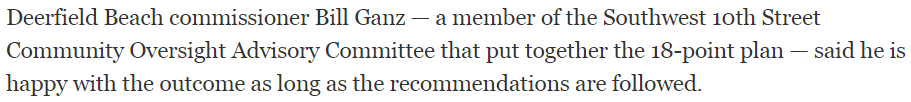 Deerfield Beach commissioner Bill Ganz — a member of the Southwest 10th Street
Community Oversight Advisory Committee that put together the 18-point plan — said he is
happy with the outcome as long as the recommendations are followed.